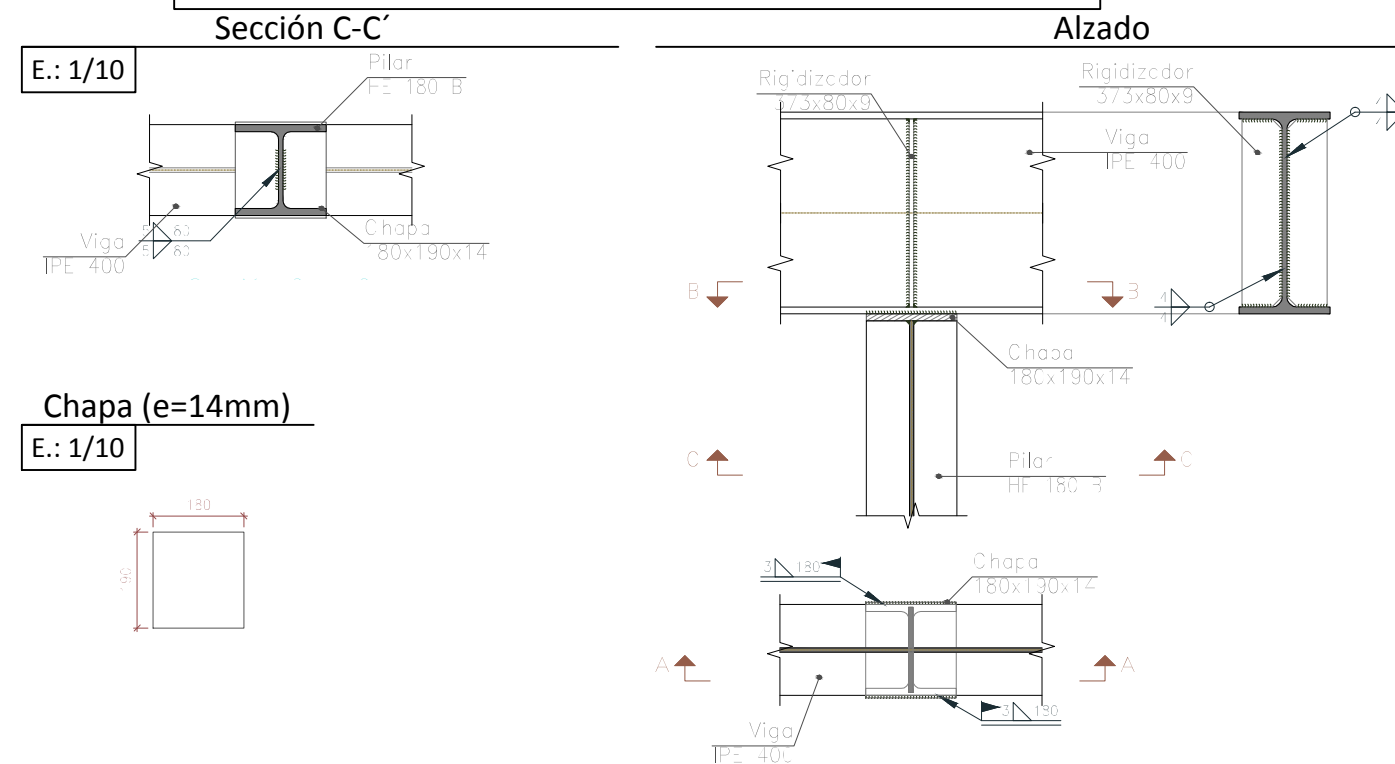 Sección C-C´
Alzado
E.: 1/10
Pilar
HE 180 B
Viga
IPE 400
5 80
5 80
Chapa
180x190x14
Rigidizador
373x80x9
Viga
IPE 400
Rigidizador
373x80x9
4
4
B
B
Chapa
180x190x14
C
C
Pilar
HE 180 B
Chapa (e=14mm)
E.: 1/10
180
190
3 180
Chapa
180x190x14
A
A
3 180
Viga
IPE 400